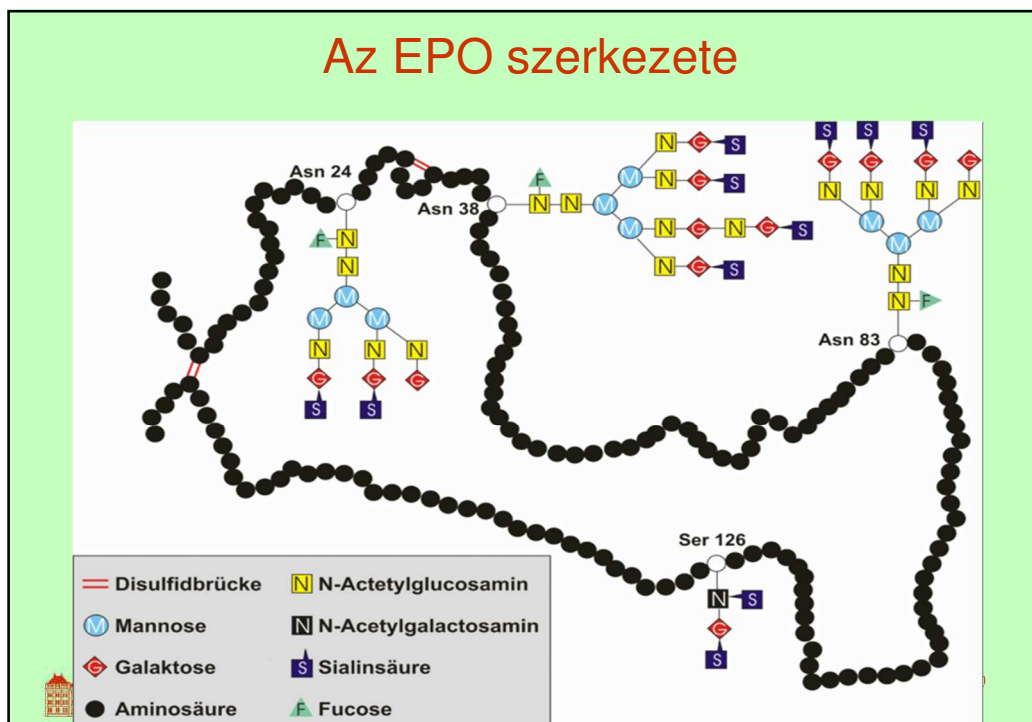 Az EPO szerkezete
Asn 24
Asn 38
Asn 83
Ser 126
S S S
G G G G
N N N N
M M
M
N
N F
N G S
F M N G S
N N M
M N G N G S
N G S
F N
N
M
M M
N N N
G G G
S S
N S
G
S
Disulfidbrücke
N N-Actetylglucosamin
M Mannose
N N-Acetylgalactosamin
G Galaktose
S Sialinsäure
Aminosäure
F Fucose